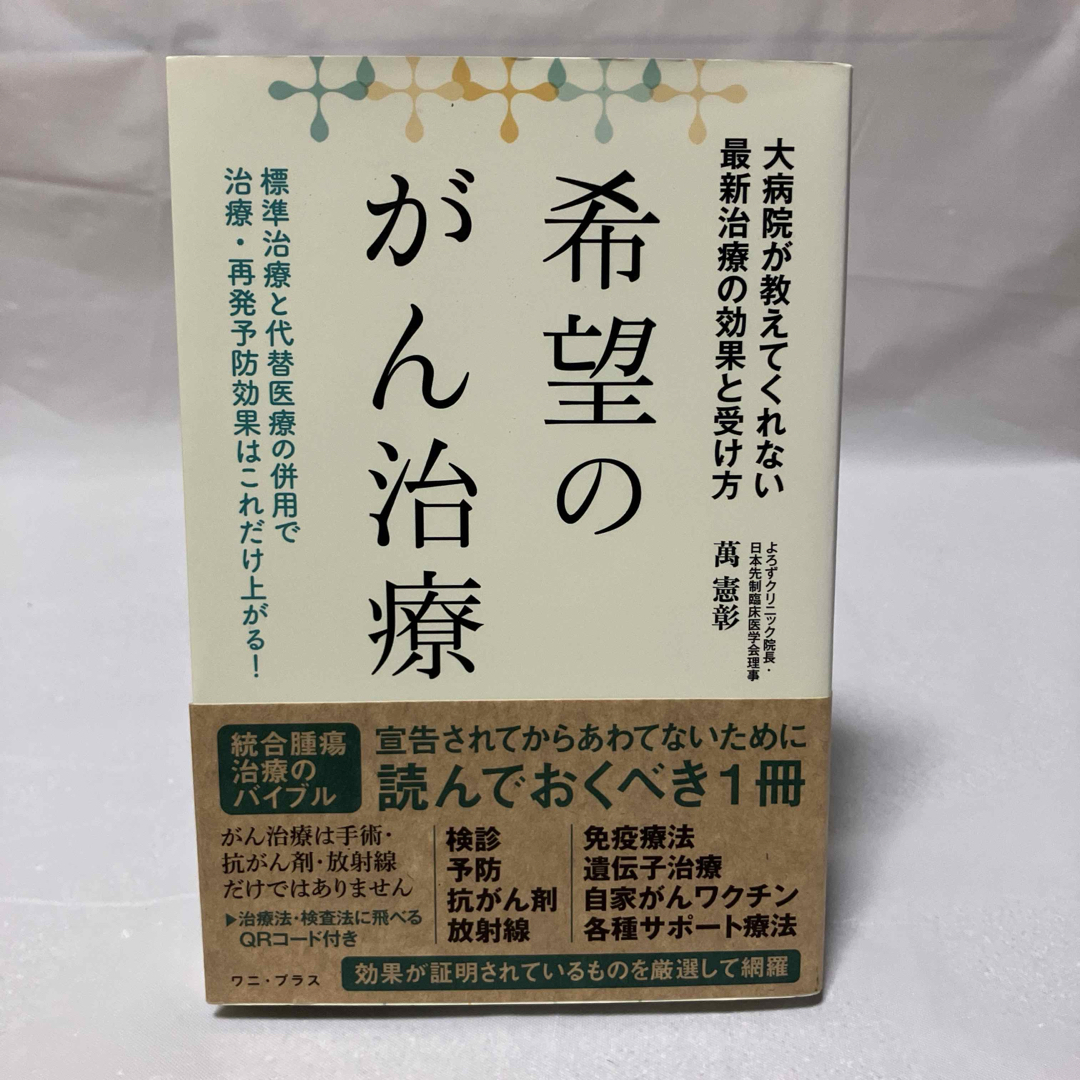 大病院が教えてくれない
最新治療の効果と受け方
よろずクリニック院長・
日本先制臨床医学会理事
萬 憲彰
希望の
がん治療
標準治療と代替医療の併用で
治療・再発予防効果はこれだけ上がる!
統合腫瘍
治療の
バイブル
宣告されてからあわてないために
読んでおくべき1冊
がん治療は手術・
抗がん剤・放射線
だけではありません
▶治療法・検査法に飛べる
QRコード付き
検診
予防
抗がん剤
放射線
免疫療法
遺伝子治療
自家がんワクチン
各種サポート療法
ワニ・プラス
効果が証明されているものを厳選して網羅